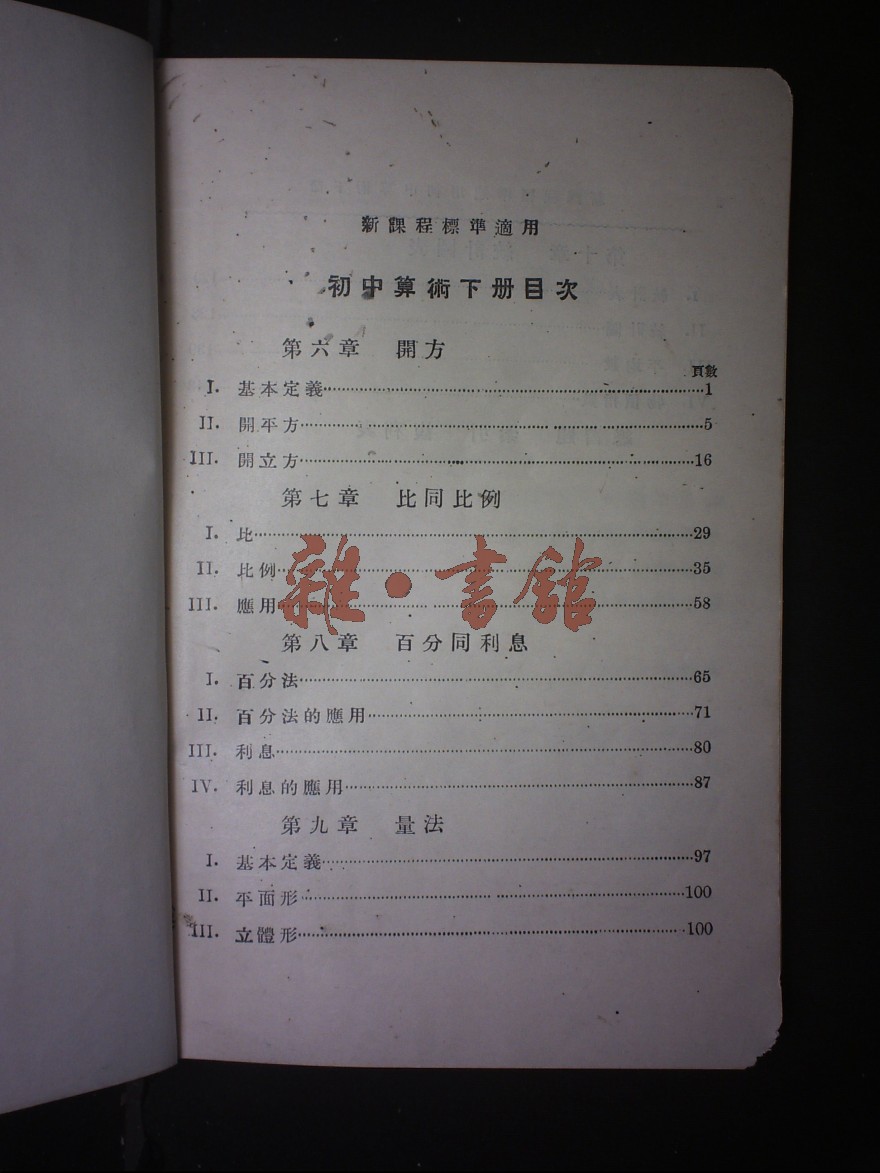 新課程標準適用
初中算術下册目次
第六章 開方
頁數
I. 基本定義……1
II. 開平方……5
III. 開立方……16
第七章 比同比例
I. 比……29
II. 比例……35
III. 應用……58
雜·書館
第八章 百分同利息
I. 百分法……65
II. 百分法的應用……71
III. 利息……80
IV. 利息的應用……87
第九章 量法
I. 基本定義……97
II. 平面形……100
III. 立體形……100